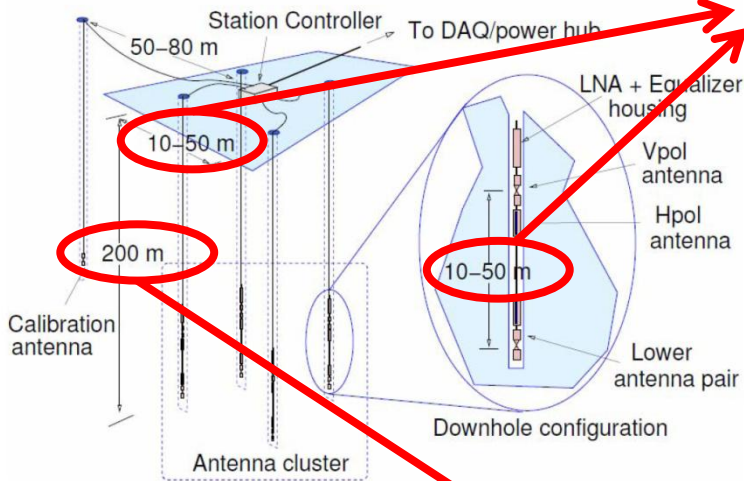 Station Controller
50–80 m
To DAQ/power hub
LNA + Equalizer
housing
10–50 m
Vpol
antenna
Hpol
antenna
200 m
10–50 m
Calibration
antenna
Lower
antenna pair
Downhole configuration
Antenna cluster